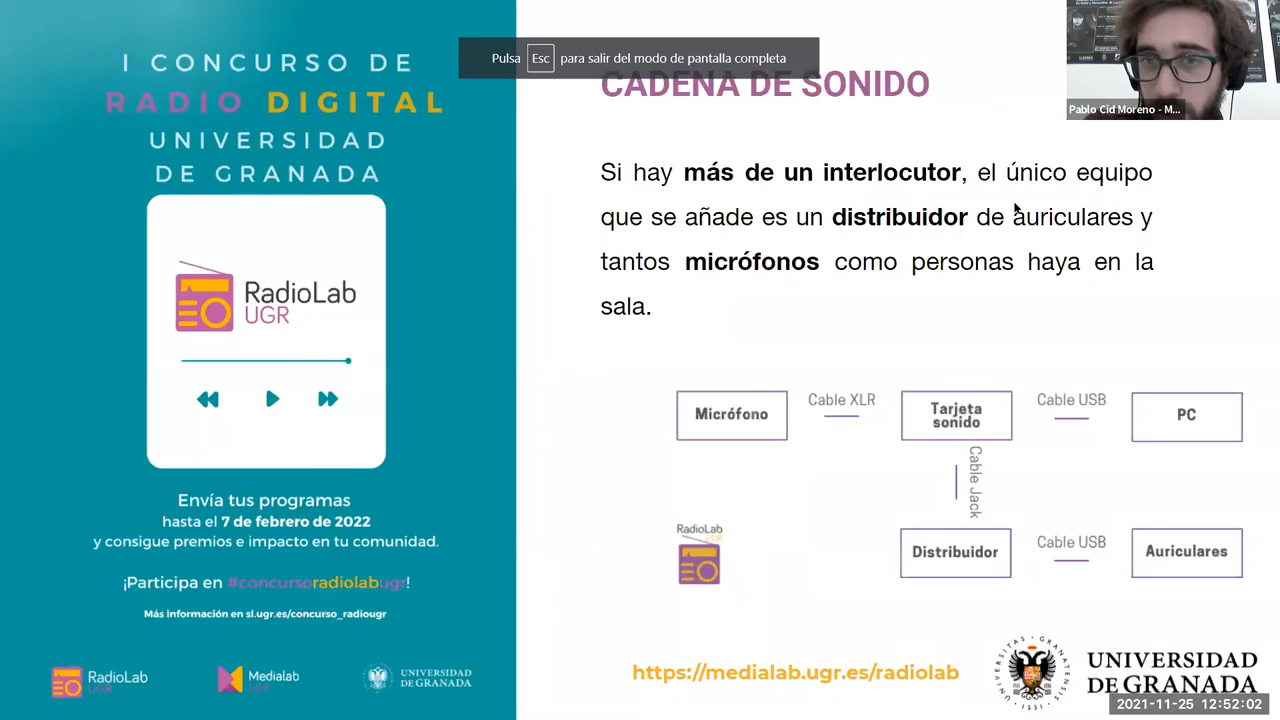 I CONCURSO DE
RADIO DIGITAL
UNIVERSIDAD
DE GRANADA
RadioLab
UGR
Envía tus programas
hasta el 7 de febrero de 2022
y consigue premios e impacto en tu comunidad.
¡Participa en #concursoradiolabugr!
Más información en sl.ugr.es/concurso_radiougr
RadioLab
UGR
Medialab
UGR
UNIVERSIDAD
DE GRANADA
Pulsa Esc para salir del modo de pantalla completa
CADENA DE SONIDO
Pablo Cid Moreno - M...
Si hay más de un interlocutor, el único equipo
que se añade es un distribuidor de auriculares y
tantos micrófonos como personas haya en la
sala.
Micrófono
Cable XLR
Tarjeta
sonido
Cable USB
PC
Cable Jack
RadioLab
UGR
Distribuidor
Cable USB
Auriculares
https://medialab.ugr.es/radiolab
UNIVERSITAS GRANATENSIS
1531
UNIVERSIDAD
DE GRANADA
2021-11-25 12:52:02